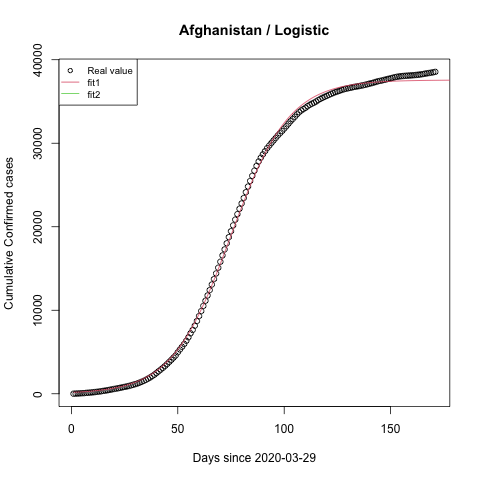 Afghanistan / Logistic
Real value
fit1
fit2
Cumulative Confirmed cases
40000
30000
20000
10000
0
0 50 100 150
Days since 2020-03-29